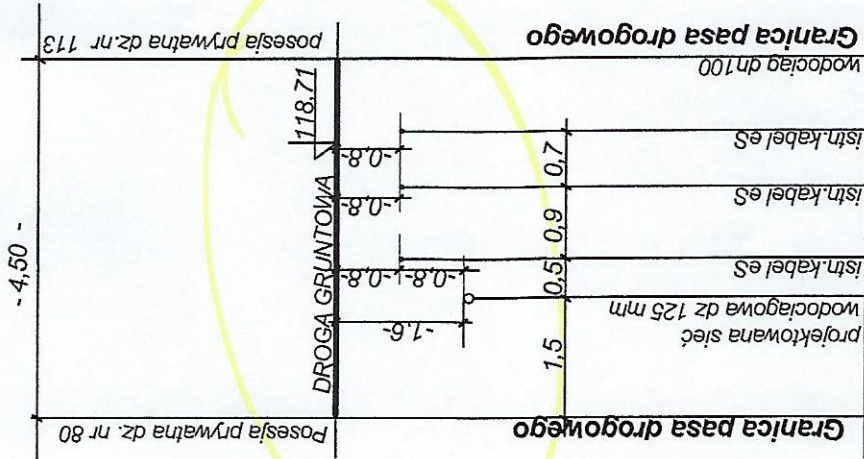 Granica pasa drogowego
Posesja prywatna dz. nr 80
projektowana sieć
wodociagowa dz 125 mm
istn.kabel eS
istn.kabel eS
istn.kabel eS
wodociąg dn100
Granica pasa drogowego
posesja prywatna dz.nr 113
1,5
0,5
0,9
0,7
-1,6-
-0,8-
-0,8-
-0,8-
-0,8-
DROGA GRUNTOWA
118.71
- 4,50 -